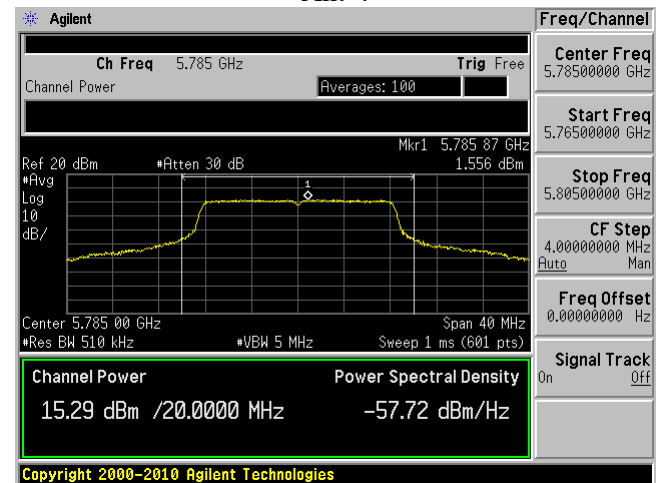 Agilent
Freq/Channel
Ch Freq 5.785 GHz Trig Free
Channel Power Averages: 100
Mkr1 5.785 87 GHz
Ref 20 dBm #Atten 30 dB 1.556 dBm
#Avg
Log
10
dB/
1
Center 5.785 00 GHz Span 40 MHz
#Res BW 510 kHz #VBW 5 MHz Sweep 1 ms (601 pts)
Channel Power Power Spectral Density
15.29 dBm /20.0000 MHz -57.72 dBm/Hz
Copyright 2000-2010 Agilent Technologies
Center Freq
5.78500000 GHz
Start Freq
5.76500000 GHz
Stop Freq
5.80500000 GHz
CF Step
4.00000000 MHz
Auto Man
Freq Offset
0.00000000 Hz
Signal Track
On Off